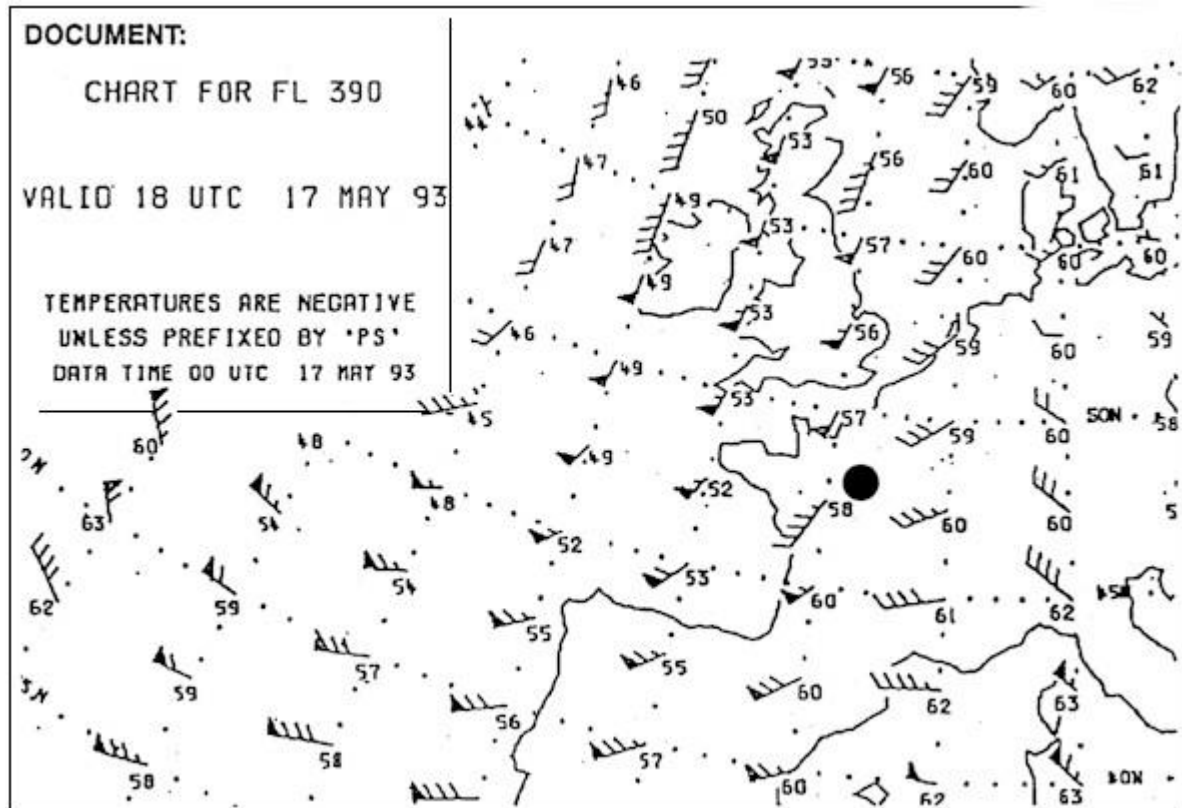 DOCUMENT:
CHART FOR FL 390
VALID 18 UTC 17 MAY 93
TEMPERATURES ARE NEGATIVE
UNLESS PREFIXED BY 'PS'
DATA TIME 00 UTC 17 MAY 93
46 56 59 60 62
50 53
47 56 60 61 61
49 53
47 57 60 60 60
49 53
46 56 59 60 59
49
45 53 57 59 60 50N 58
60 48 49
63 54 48 52 58 60 60 5
52
62 59 54 53 60 61 62
55
59 57 55 60 62 63
56
58 58 57 60 62 63